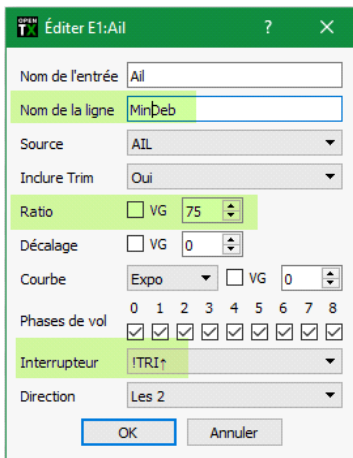 OPEN TX Éditer E1:Ail ? ×
Nom de l'entrée Ail
Nom de la ligne MinDeb
Source AIL
Inclure Trim Oui
Ratio VG 75
Décalage VG 0
Courbe Expo VG 0
0 1 2 3 4 5 6 7 8
Phases de vol
Interrupteur !TRI↑
Direction Les 2
OK Annuler